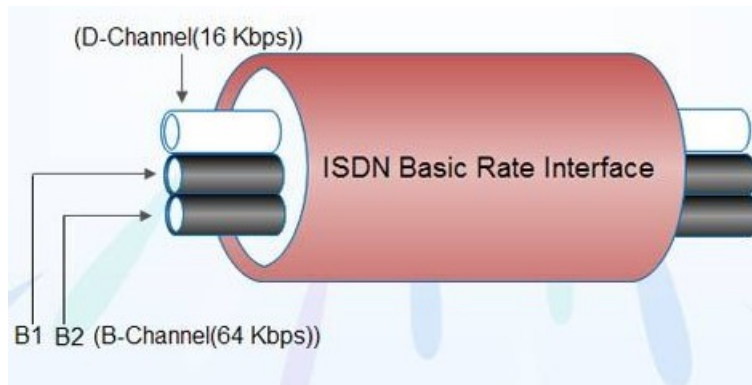 (D-Channel(16 Kbps))
ISDN Basic Rate Interface
B1 B2 (B-Channel(64 Kbps))